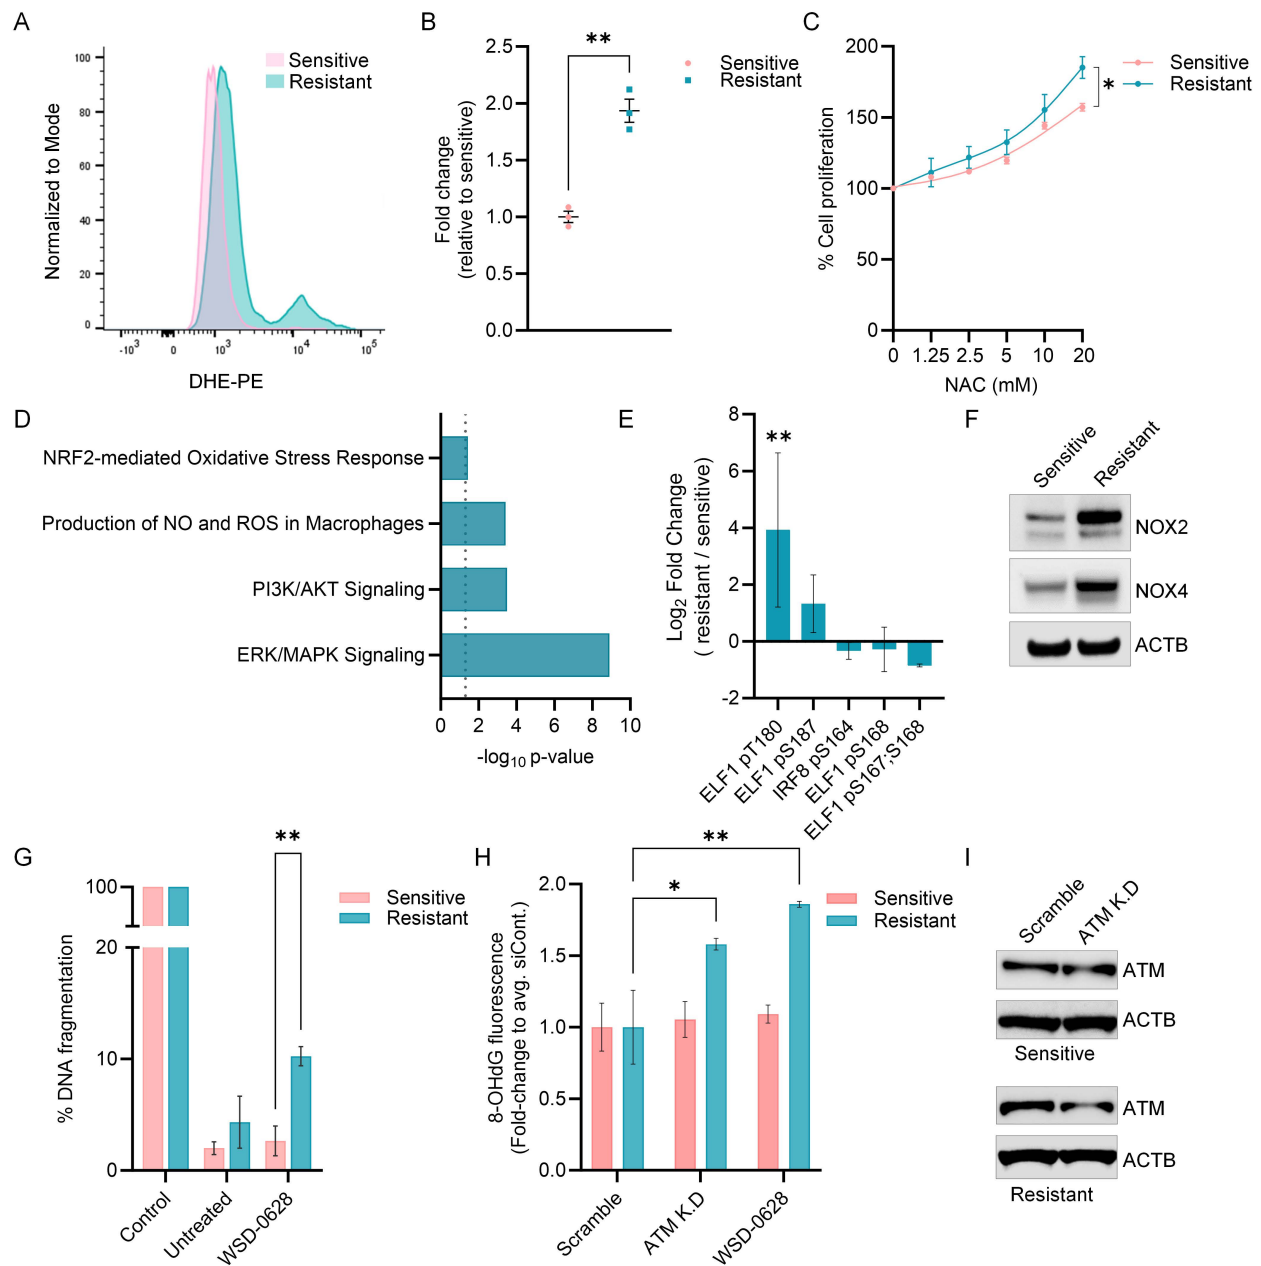 A
Normalized to Mode
100
80
60
40
20
0
-10³
0
10³
10⁴
10⁵
DHE-PE
Sensitive
Resistant
B
**
Fold change
(relative to sensitive)
2.5
2.0
1.5
1.0
0.5
0.0
Sensitive
Resistant
C
% Cell proliferation
200
150
100
50
0
0 1.25 2.5 5 10 20
NAC (mM)
*
Sensitive
Resistant
D
NRF2-mediated Oxidative Stress Response
Production of NO and ROS in Macrophages
PI3K/AKT Signaling
ERK/MAPK Signaling
0 2 4 6 8 10
-log₁₀ p-value
E
Log₂ Fold Change
( resistant / sensitive)
8
6
4
2
0
-2
**
ELF1 pT180
ELF1 pS187
IRF8 pS164
ELF1 pS168
ELF1 pS167;S168
F
Sensitive
Resistant
NOX2
NOX4
ACTB
G
% DNA fragmentation
100
20
10
0
**
Control
Untreated
WSD-0628
Sensitive
Resistant
H
8-OHdG fluorescence
(Fold-change to avg. siCont.)
2.0
1.5
1.0
0.5
0.0
**
*
Scramble
ATM K.D
WSD-0628
Sensitive
Resistant
I
Scramble
ATM K.D
ATM
ACTB
Sensitive
ATM
ACTB
Resistant